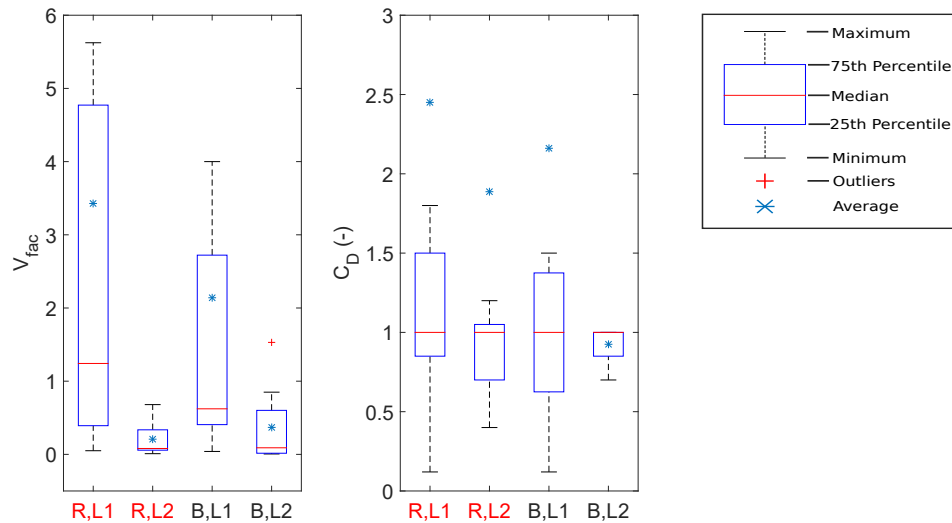 6
5
4
3
2
1
0
V_fac
R,L1 R,L2 B,L1 B,L2
3
2.5
2
1.5
1
0.5
0
C_D (-)
R,L1 R,L2 B,L1 B,L2
Maximum
75th Percentile
Median
25th Percentile
Minimum
Outliers
Average